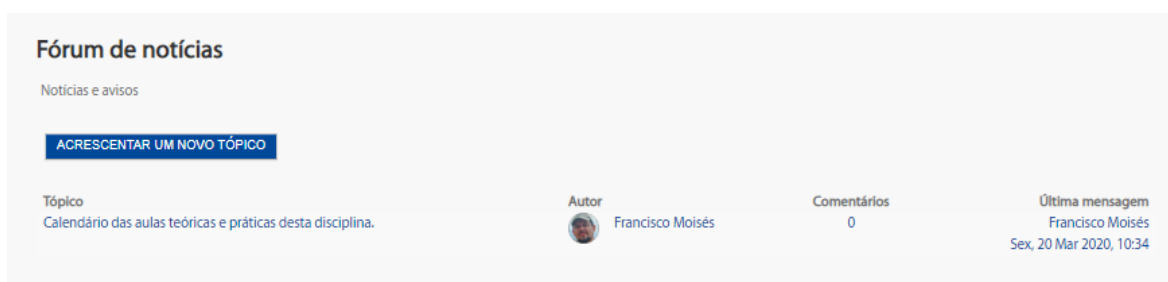 Fórum de notícias
Notícias e avisos
ACRESCENTAR UM NOVO TÓPICO
Tópico Autor Comentários Última mensagem
Calendário das aulas teóricas e práticas desta disciplina. Francisco Moisés 0 Francisco Moisés
Sex, 20 Mar 2020, 10:34